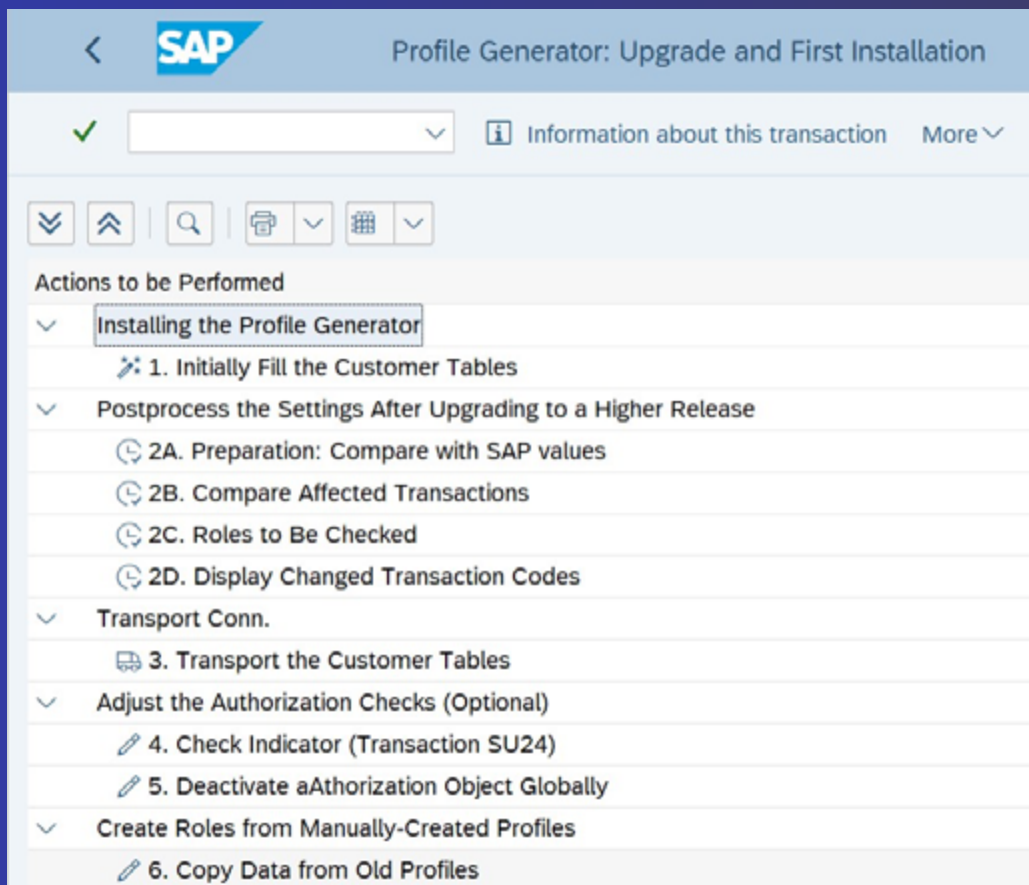 SAP
Profile Generator: Upgrade and First Installation
Information about this transaction More
Actions to be Performed
Installing the Profile Generator
1. Initially Fill the Customer Tables
Postprocess the Settings After Upgrading to a Higher Release
2A. Preparation: Compare with SAP values
2B. Compare Affected Transactions
2C. Roles to Be Checked
2D. Display Changed Transaction Codes
Transport Conn.
3. Transport the Customer Tables
Adjust the Authorization Checks (Optional)
4. Check Indicator (Transaction SU24)
5. Deactivate aAthorization Object Globally
Create Roles from Manually-Created Profiles
6. Copy Data from Old Profiles